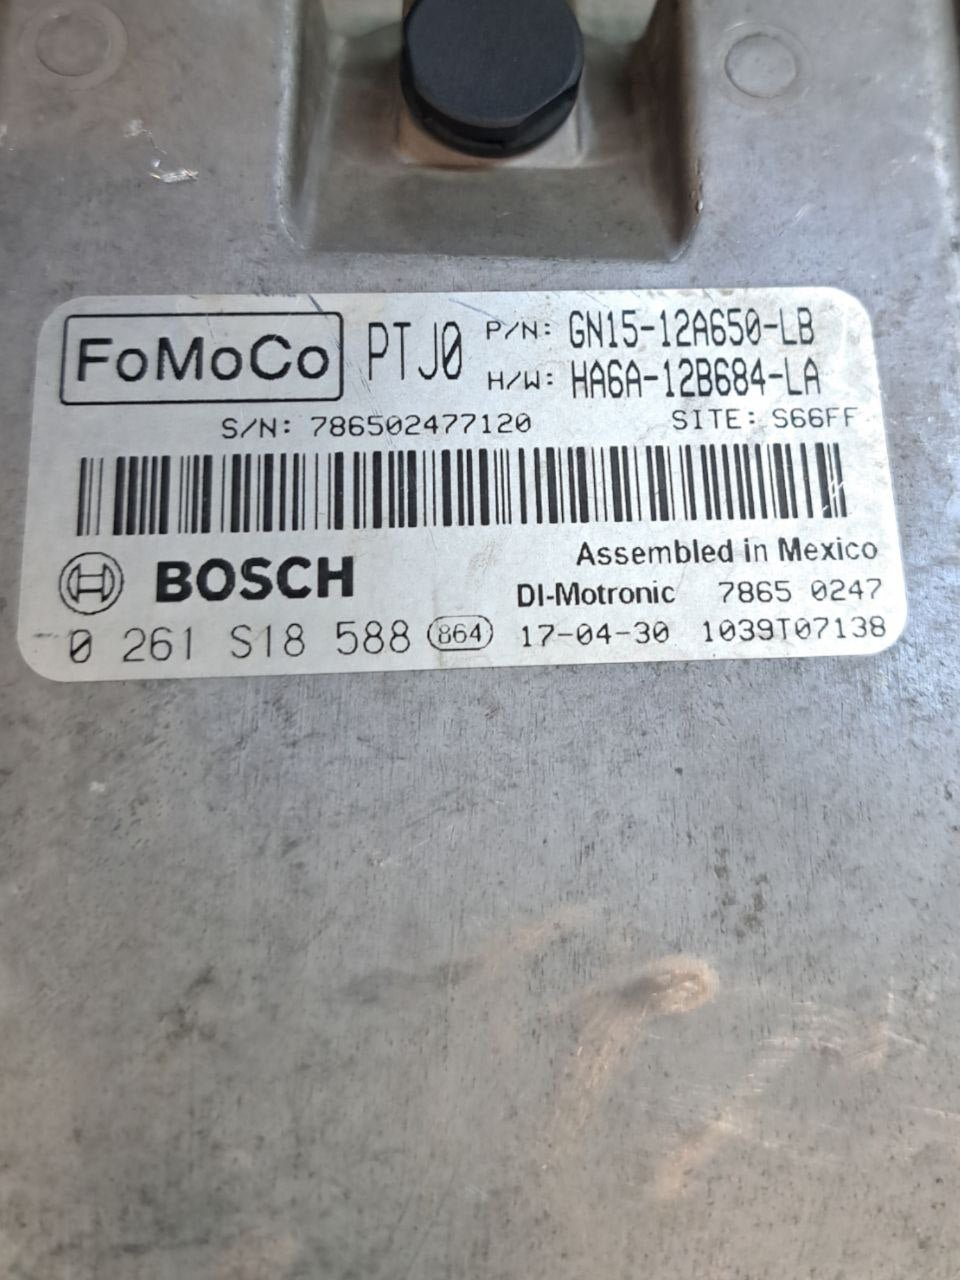 FoMoCo PTJ0 P/N: GN15-12A650-LB
H/W: HA6A-12B684-LA
S/N: 786502477120 SITE: S66FF
Assembled in Mexico
BOSCH DI-Motronic 7865 0247
0 261 S18 588 864 17-04-30 1039T07138